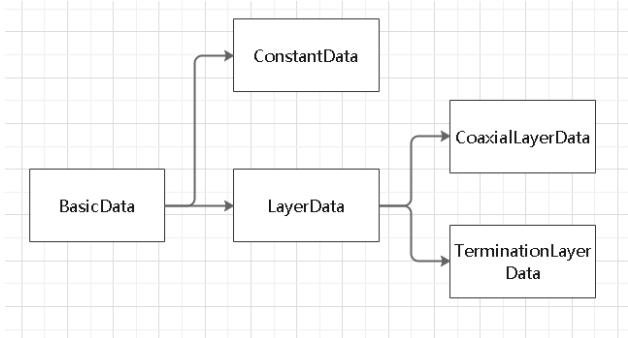 ConstantData
CoaxialLayerData
BasicData
LayerData
TerminationLayer
Data